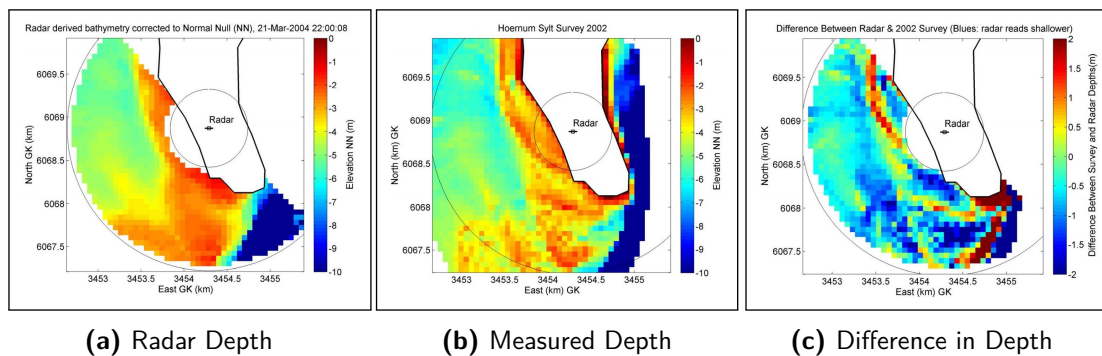 Radar derived bathymetry corrected to Normal Null (NN), 21-Mar-2004 22:00:08
6069.5
6069
6068.5
6068
6067.5
North GK (km)
Radar
3453 3453.5 3454 3454.5 3455
East GK (km)
0
-1
-2
-3
-4
-5
-6
-7
-8
-9
-10
Elevation NN (m)
(a) Radar Depth
Hoernum Sylt Survey 2002
6069.5
6069
6068.5
6068
6067.5
North (km) GK
Radar
3453 3453.5 3454 3454.5 3455
East (km) GK
0
-1
-2
-3
-4
-5
-6
-7
-8
-9
-10
Elevation NN (m)
(b) Measured Depth
Difference Between Radar & 2002 Survey (Blues: radar reads shallower)
6069.5
6069
6068.5
6068
6067.5
North GK (km)
Radar
3453 3453.5 3454 3454.5 3455
East GK (km)
2
1.5
1
0.5
0
-0.5
-1
-1.5
-2
Difference Between Survey and Radar Depths(m)
(c) Difference in Depth